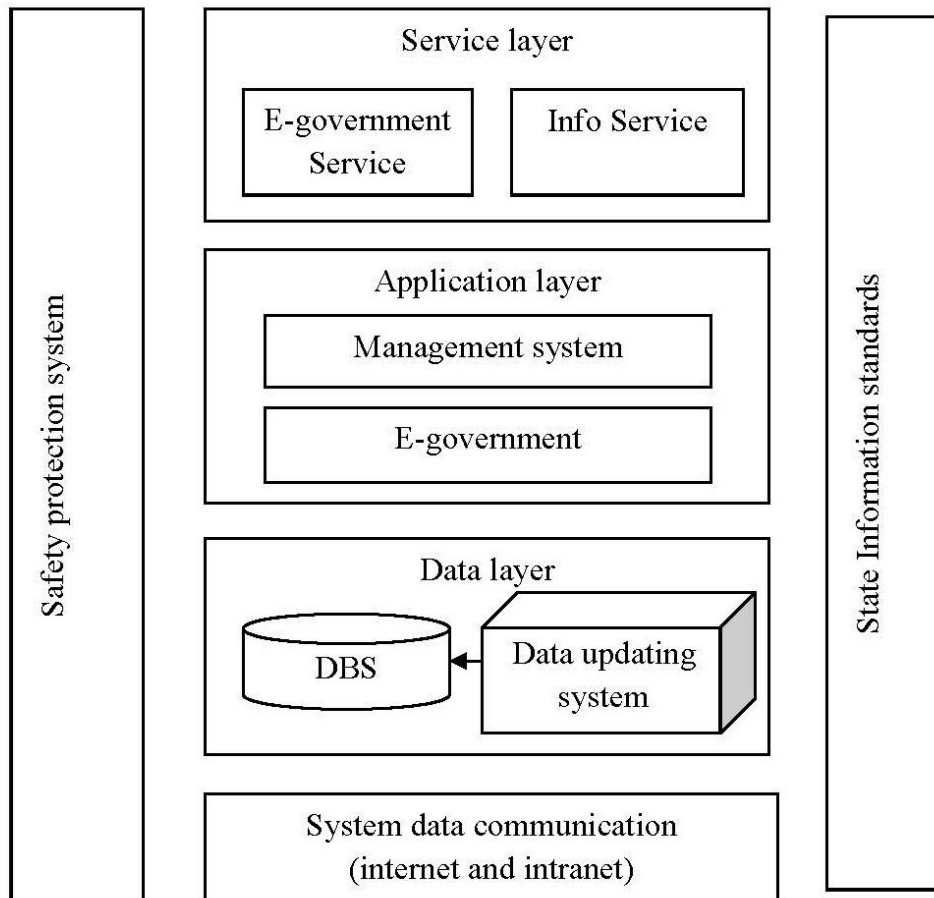 Safety protection system
Service layer
E-government
Service
Info Service
Application layer
Management system
E-government
Data layer
DBS
Data updating
system
System data communication
(internet and intranet)
State Information standards